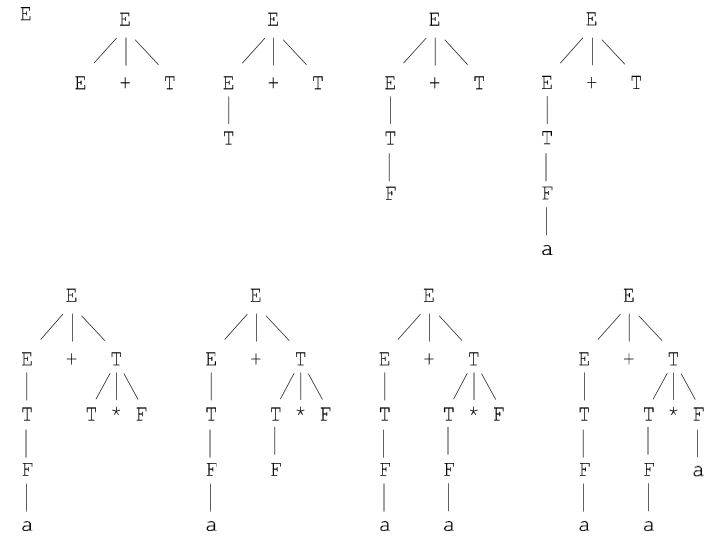 E E E E E
E + T E + T E + T E + T
T T T
F F
a
E E E E
E + T E + T E + T E + T
T T * F T T * F T T * F T T * F
F F F F F F F a
a a a a a a